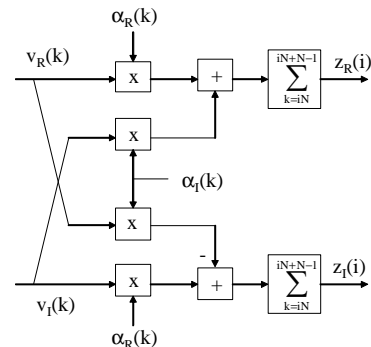 α_R(k)
v_R(k)
x
+
iN+N-1
∑
k=iN
z_R(i)
x
α_I(k)
x
-
v_I(k)
x
+
iN+N-1
∑
k=iN
z_I(i)
α_R(k)